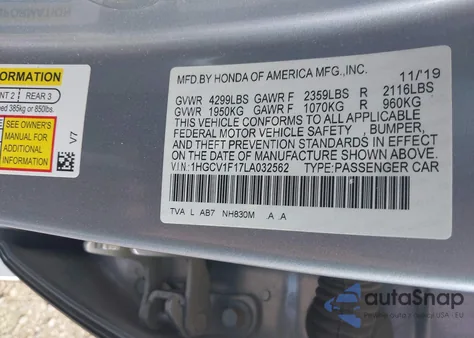 INFORMATION
NT 2 REAR 3
eed 385kg or 850lbs.
SEE OWNER'S
MANUAL FOR
ADDITIONAL
INFORMATION
V7
MFD.BY HONDA OF AMERICA MFG.,INC. 11/19
GVWR 4299LBS GAWR F 2359LBS R 2116LBS
GVWR 1950KG GAWR F 1070KG R 960KG
THIS VEHICLE CONFORMS TO ALL APPLICABLE
FEDERAL MOTOR VEHICLE SAFETY , BUMPER,
AND THEFT PREVENTION STANDARDS IN EFFECT
ON THE DATE OF MANUFACTURE SHOWN ABOVE.
V.I.N:1HGCV1F17LA032562 TYPE:PASSENGER CAR
TVA L AB7 NH830M A .A
autoSnap